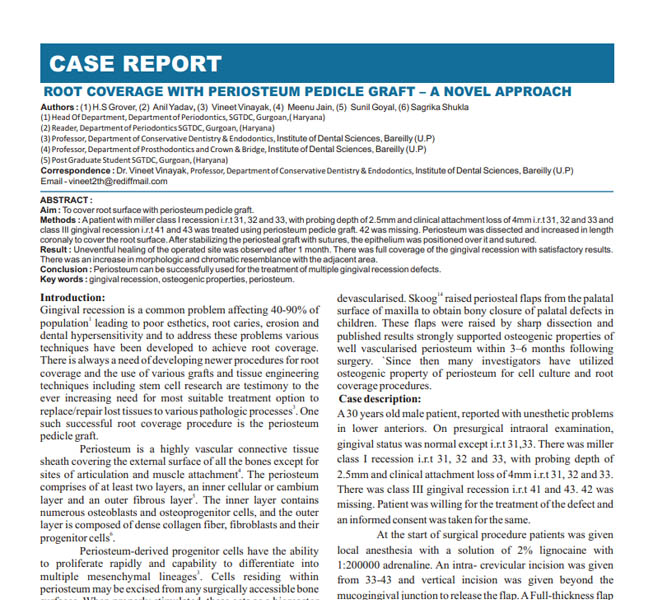 CASE REPORT
ROOT COVERAGE WITH PERIOSTEUM PEDICLE GRAFT – A NOVEL APPROACH
Authors : (1) H.S Grover, (2) Anil Yadav, (3) Vineet Vinayak, (4) Meenu Jain, (5) Sunil Goyal, (6) Sagrika Shukla
(1) Head Of Department, Department of Periodontics, SGTDC, Gurgoan,( Haryana)
(2) Reader, Department of Periodontics SGTDC, Gurgaon, (Haryana)
(3) Professor, Department of Conservative Dentistry & Endodontics, Institute of Dental Sciences, Bareilly (U.P)
(4) Professor, Department of Prosthodontics and Crown & Bridge, Institute of Dental Sciences, Bareilly (U.P)
(5) Post Graduate Student SGTDC, Gurgoan, (Haryana)
Correspondence : Dr. Vineet Vinayak, Professor, Department of Conservative Dentistry & Endodontics, Institute of Dental Sciences, Bareilly (U.P)
Email - vineet2th@rediffmail.com
ABSTRACT :
Aim : To cover root surface with periosteum pedicle graft.
Methods : A patient with miller class I recession i.r.t 31, 32 and 33, with probing depth of 2.5mm and clinical attachment loss of 4mm i.r.t 31, 32 and 33 and
class III gingival recession i.r.t 41 and 43 was treated using periosteum pedicle graft. 42 was missing. Periosteum was dissected and increased in length
coronaly to cover the root surface. After stabilizing the periosteal graft with sutures, the epithelium was positioned over it and sutured.
Result : Uneventful healing of the operated site was observed after 1 month. There was full coverage of the gingival recession with satisfactory results.
There was an increase in morphologic and chromatic resemblance with the adjacent area.
Conclusion : Periosteum can be successfully used for the treatment of multiple gingival recession defects.
Key words : gingival recession, osteogenic properties, periosteum.
Introduction:
Gingival recession is a common problem affecting 40-90% of
population¹ leading to poor esthetics, root caries, erosion and
dental hypersensitivity and to address these problems various
techniques have been developed to achieve root coverage.
There is always a need of developing newer procedures for root
coverage and the use of various grafts and tissue engineering
techniques including stem cell research are testimony to the
ever increasing need for most suitable treatment option to
replace/repair lost tissues to various pathologic processes². One
such successful root coverage procedure is the periosteum
pedicle graft.
Periosteum is a highly vascular connective tissue
sheath covering the external surface of all the bones except for
sites of articulation and muscle attachment⁴. The periosteum
comprises of at least two layers, an inner cellular or cambium
layer and an outer fibrous layer⁵. The inner layer contains
numerous osteoblasts and osteoprogenitor cells, and the outer
layer is composed of dense collagen fiber, fibroblasts and their
progenitor cells⁶.
Periosteum-derived progenitor cells have the ability
to proliferate rapidly and capability to differentiate into
multiple mesenchymal lineages³. Cells residing within
periosteum may be excised from any surgically accessible bone
devascularised. Skoog¹⁴ raised periosteal flaps from the palatal
surface of maxilla to obtain bony closure of palatal defects in
children. These flaps were raised by sharp dissection and
published results strongly supported osteogenic properties of
well vascularised periosteum within 3–6 months following
surgery. `Since then many investigators have utilized
osteogenic property of periosteum for cell culture and root
coverage procedures.
Case description:
A 30 years old male patient, reported with unesthetic problems
in lower anteriors. On presurgical intraoral examination,
gingival status was normal except i.r.t 31,33. There was miller
class I recession i.r.t 31, 32 and 33, with probing depth of
2.5mm and clinical attachment loss of 4mm i.r.t 31, 32 and 33.
There was class III gingival recession i.r.t 41 and 43. 42 was
missing. Patient was willing for the treatment of the defect and
an informed consent was taken for the same.
At the start of surgical procedure patients was given
local anesthesia with a solution of 2% lignocaine with
1:200000 adrenaline. An intra- crevicular incision was given
from 33-43 and vertical incision was given beyond the
mucogingival junction to release the flap. A Full-thickness flap